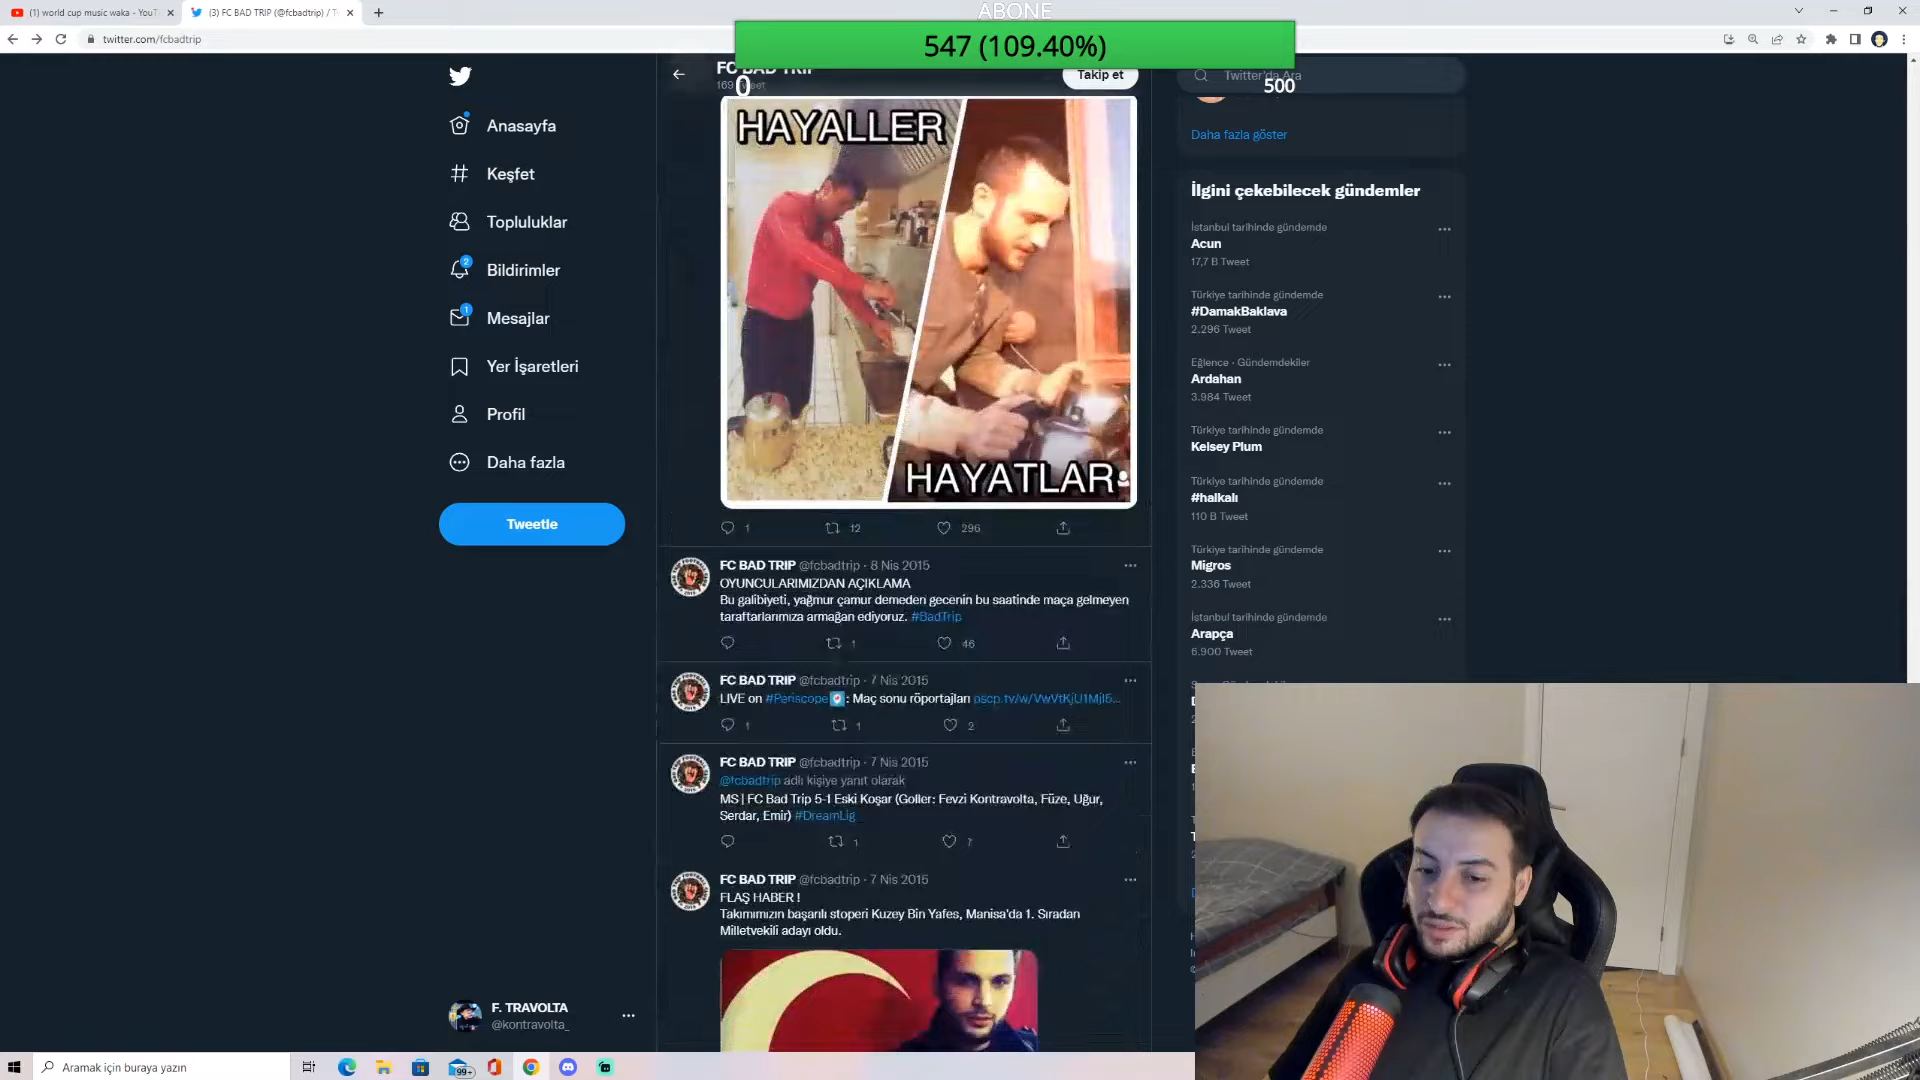 (1) world cup music waka - YouT
(3) FC BAD TRIP (@fcbadtrip) / T
twitter.com/fcbadtrip
ABONE
547 (109.40%)
0
500
FC BAD TRIP
Takip et
Twitter'da Ara
Anasayfa
Keşfet
Topluluklar
2
Bildirimler
1
Mesajlar
Yer İşaretleri
Profil
Daha fazla
Tweetle
F. TRAVOLTA
@kontravolta_
HAYALLER
HAYATLAR
1
12
296
FC BAD TRIP @fcbadtrip · 8 Nis 2015
OYUNCULARIMIZDAN AÇIKLAMA
Bu galibiyeti, yağmur çamur demeden gecenin bu saatinde maça gelmeyen
taraftarlarımıza armağan ediyoruz. #BadTrip
1
46
FC BAD TRIP @fcbadtrip · 7 Nis 2015
LIVE on #Periscope: Maç sonu röportajları
1
1
2
FC BAD TRIP @fcbadtrip · 7 Nis 2015
@fcbadtrip adlı kişiye yanıt olarak
MS | FC Bad Trip 5-1 Eski Koşar (Goller: Fevzi Kontravolta, Füze, Uğur,
Serdar, Emir) #DreamLig
1
7
FC BAD TRIP @fcbadtrip · 7 Nis 2015
FLAŞ HABER !
Takımımızın başarılı stoperi Kuzey Bin Yafes, Manisa'da 1. Sıradan
Milletvekili adayı oldu.
Daha fazla göster
İlgini çekebilecek gündemler
İstanbul tarihinde gündemde
Acun
17,7 B Tweet
Türkiye tarihinde gündemde
#DamakBaklava
2.296 Tweet
Eğlence · Gündemdekiler
Ardahan
3.984 Tweet
Türkiye tarihinde gündemde
Kelsey Plum
Türkiye tarihinde gündemde
#halkalı
110 B Tweet
Türkiye tarihinde gündemde
Migros
2.336 Tweet
İstanbul tarihinde gündemde
Arapça
6.900 Tweet
Aramak için buraya yazın
99+